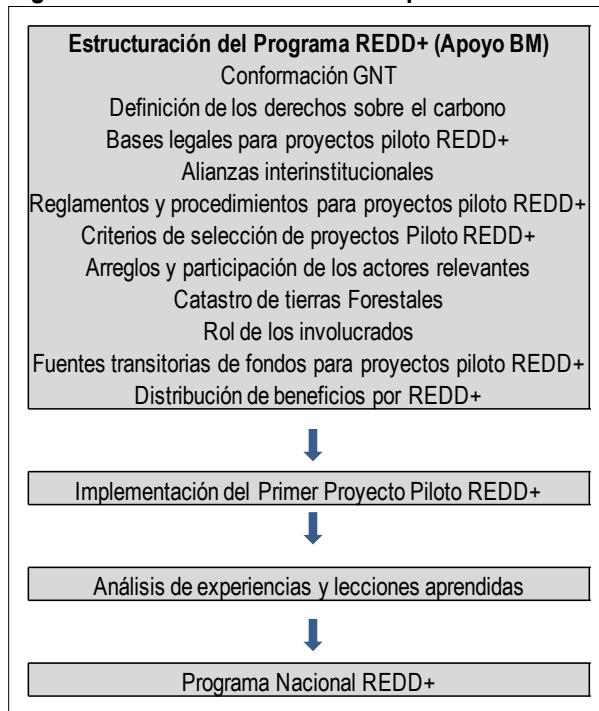 Estructuración del Programa REDD+ (Apoyo BM)
Conformación GNT
Definición de los derechos sobre el carbono
Bases legales para proyectos piloto REDD+
Alianzas interinstitucionales
Reglamentos y procedimientos para proyectos piloto REDD+
Criterios de selección de proyectos Piloto REDD+
Arreglos y participación de los actores relevantes
Catastro de tierras Forestales
Rol de los involucrados
Fuentes transitorias de fondos para proyectos piloto REDD+
Distribución de beneficios por REDD+
Implementación del Primer Proyecto Piloto REDD+
Análisis de experiencias y lecciones aprendidas
Programa Nacional REDD+